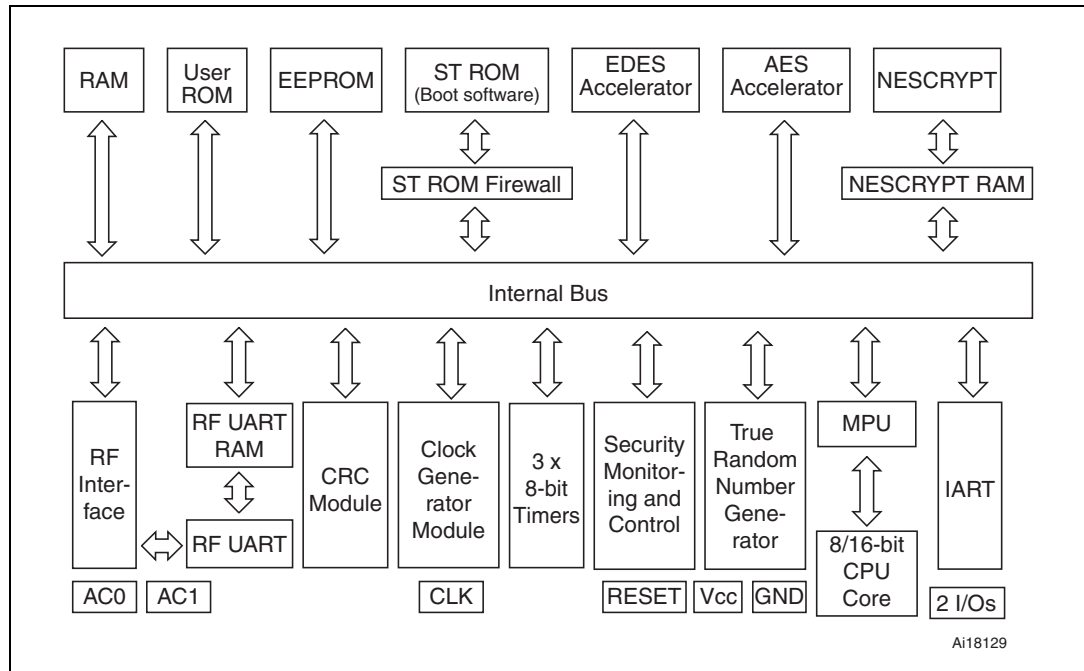 RAM
User
ROM
EEPROM
ST ROM
(Boot software)
EDES
Accelerator
AES
Accelerator
NESCRYPT
ST ROM Firewall
NESCRYPT RAM
Internal Bus
RF
Inter-
face
RF UART
RAM
RF UART
CRC
Module
Clock
Gene-
rator
Module
3 x
8-bit
Timers
Security
Monitor-
ing and
Control
True
Random
Number
Gene-
rator
MPU
8/16-bit
CPU
Core
IART
AC0
AC1
CLK
RESET
Vcc
GND
2 I/Os
Ai18129